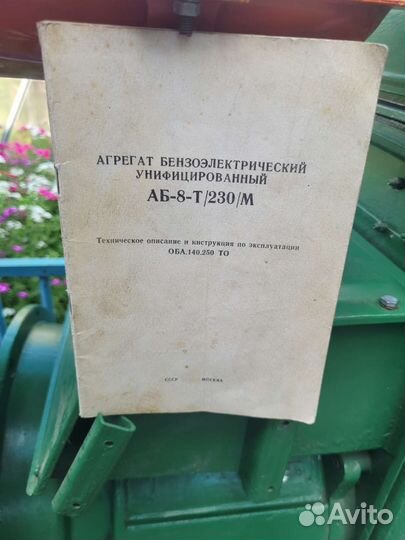 АГРЕГАТ БЕНЗОЭЛЕКТРИЧЕСКИЙ
УНИФИЦИРОВАННЫЙ
АБ-8-Т/230/М
Техническое описание и инструкция по эксплуатации
ОБА.140.250 ТО
СССР МОСКВА
Avito